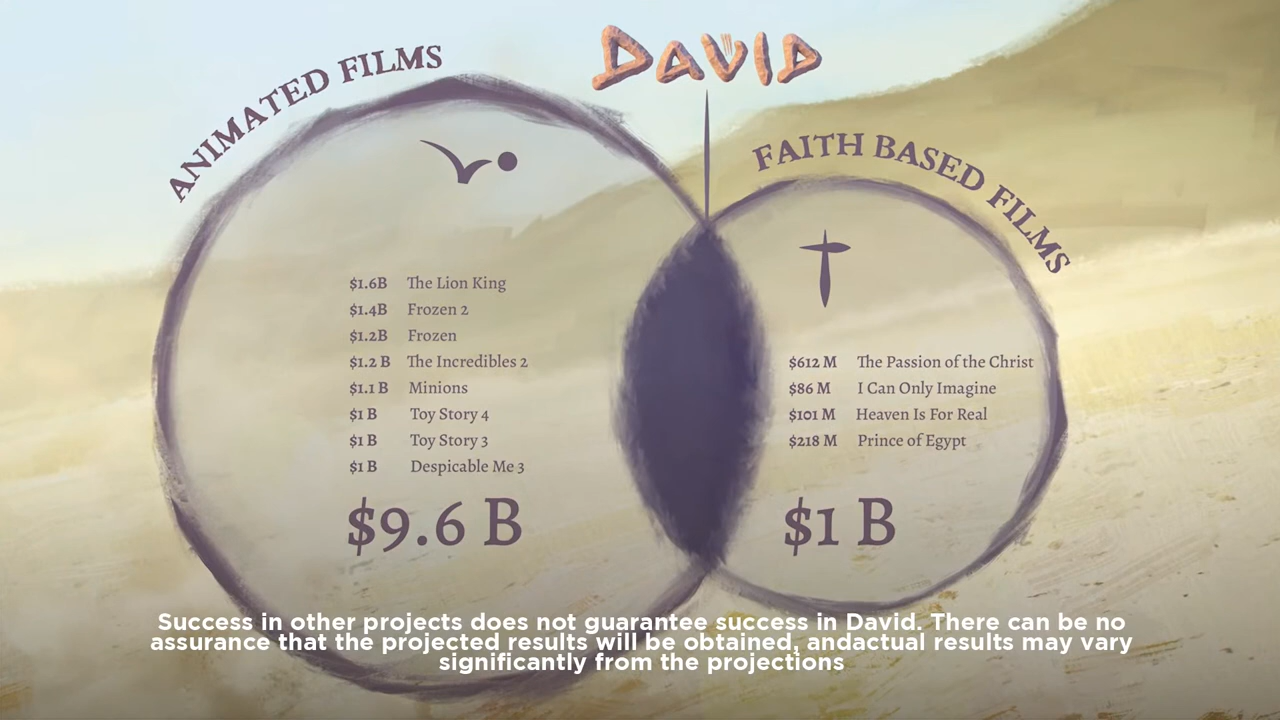 DAVID
ANIMATED FILMS
FAITH BASED FILMS
$1.6B The Lion King
$1.4B Frozen 2
$1.2B Frozen
$1.2 B The Incredibles 2
$1.1 B Minions
$1 B Toy Story 4
$1 B Toy Story 3
$1 B Despicable Me 3
$9.6 B
$612 M The Passion of the Christ
$86 M I Can Only Imagine
$101 M Heaven Is For Real
$218 M Prince of Egypt
$1 B
Success in other projects does not guarantee success in David. There can be no
assurance that the projected results will be obtained, andactual results may vary
significantly from the projections